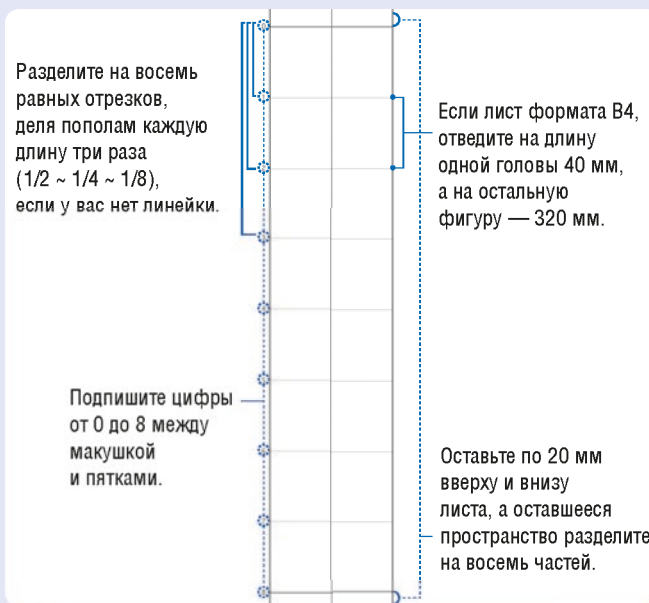 Разделите на восемь
равных отрезков,
деля пополам каждую
длину три раза
(1/2 ~ 1/4 ~ 1/8),
если у вас нет линейки.
Если лист формата B4,
отведите на длину
одной головы 40 мм,
а на остальную
фигуру — 320 мм.
Подпишите цифры
от 0 до 8 между
макушкой
и пятками.
Оставьте по 20 мм
вверху и внизу
листа, а оставшееся
пространство разделите
на восемь частей.